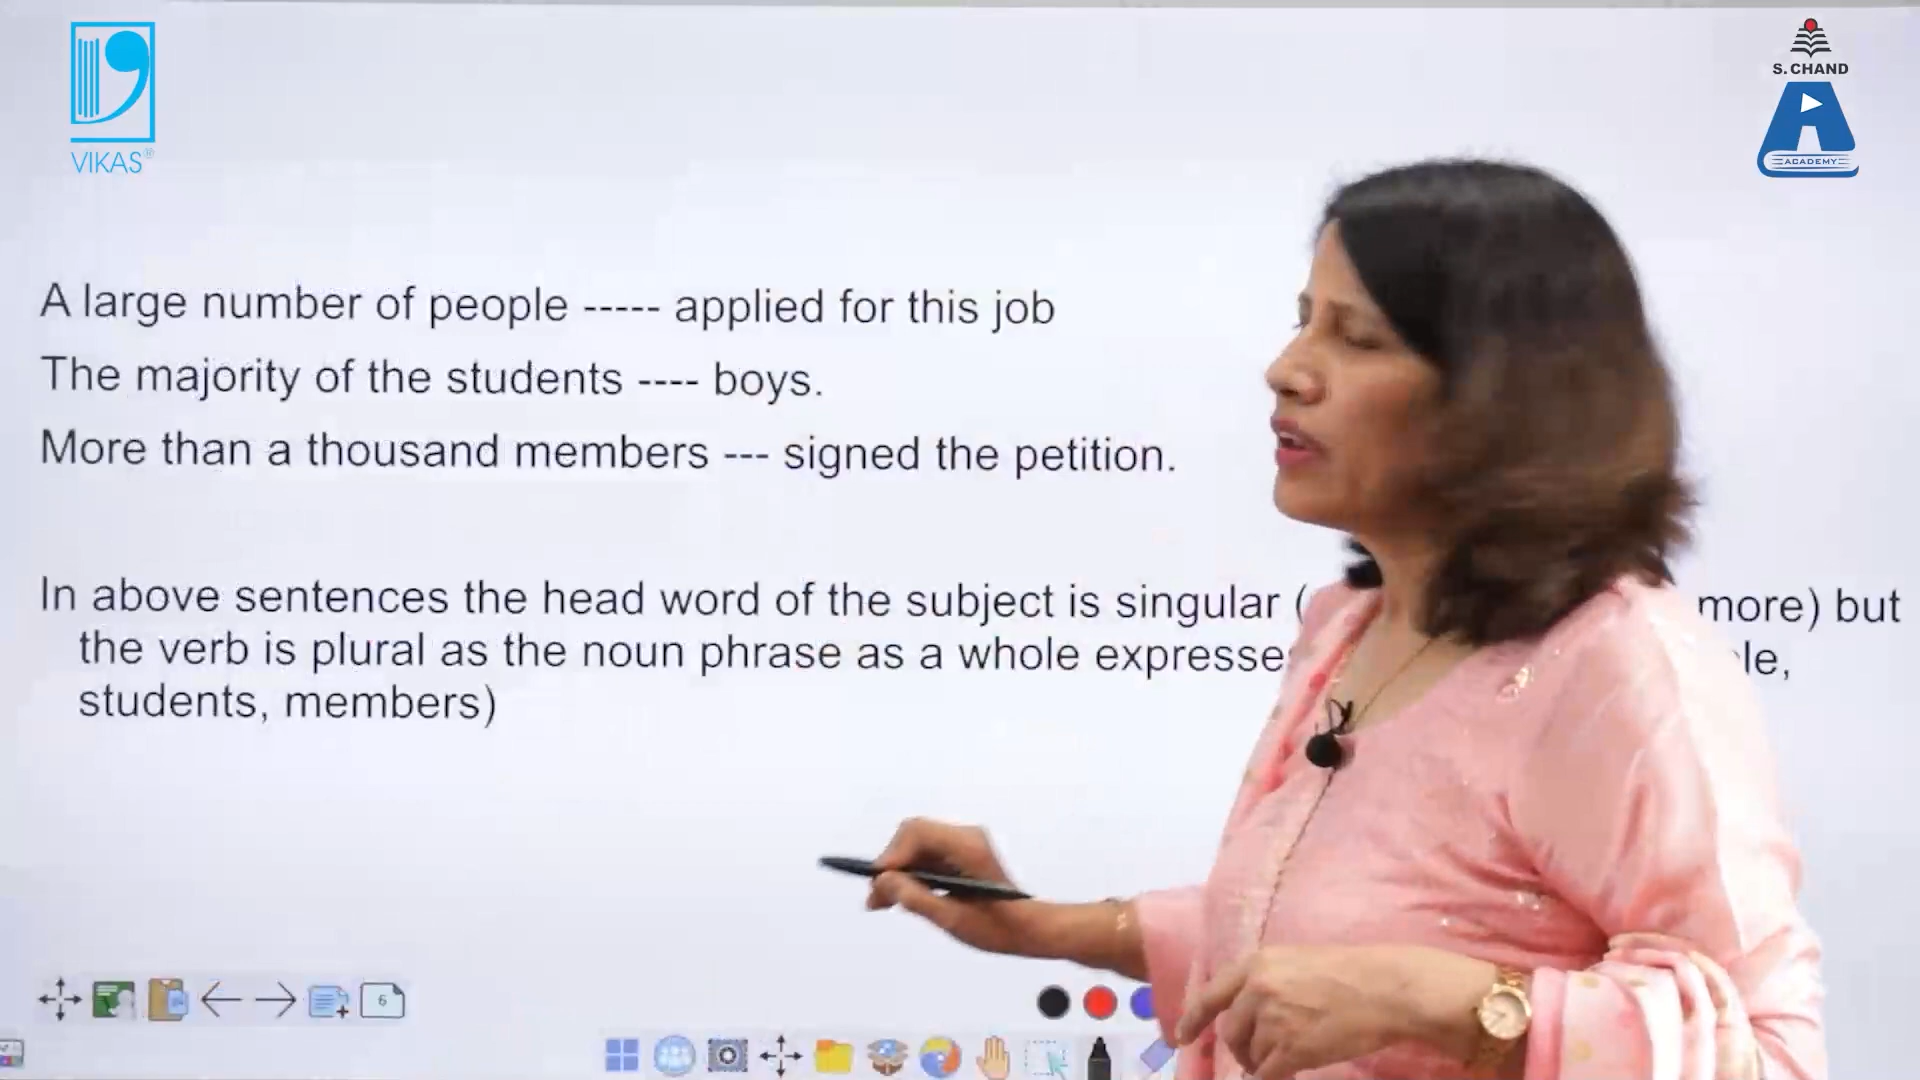 VIKAS®
S. CHAND
ACADEMY
A large number of people ----- applied for this job
The majority of the students ---- boys.
More than a thousand members --- signed the petition.
In above sentences the head word of the subject is singular ( more) but
the verb is plural as the noun phrase as a whole
students, members)
6